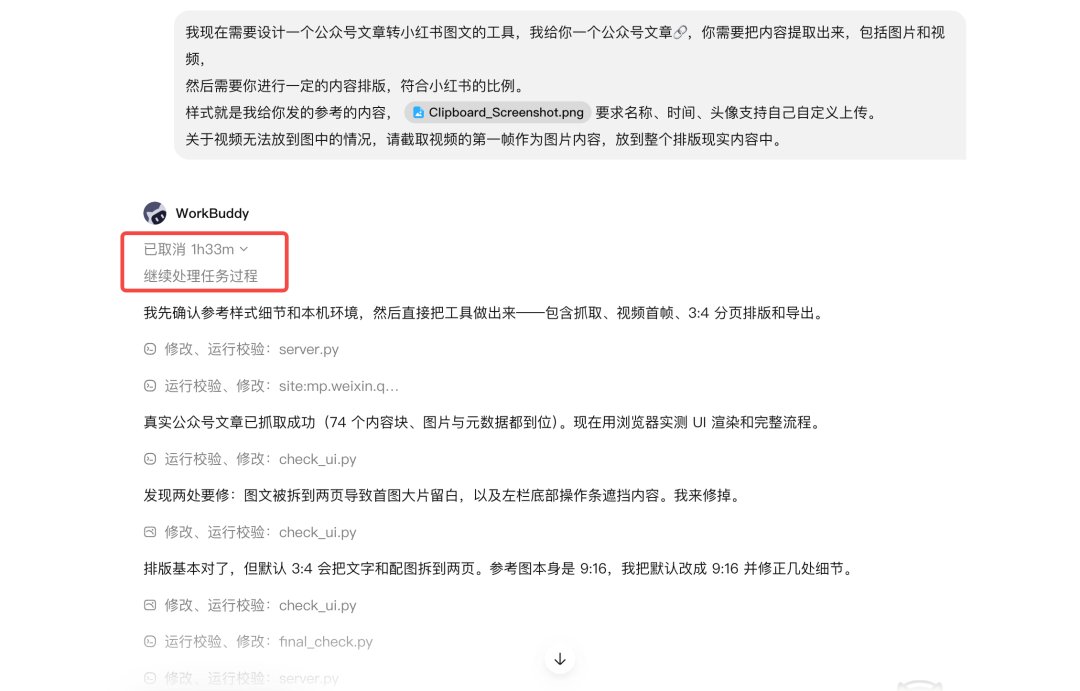 我现在需要设计一个公众号文章转小红书图文的工具，我给你一个公众号文章🔗，你需要把内容提取出来，包括图片和视
频，
然后需要你进行一定的内容排版，符合小红书的比例。
样式就是我给你发的参考的内容， Clipboard_Screenshot.png 要求名称、时间、头像支持自己自定义上传。
关于视频无法放到图中的情况，请截取视频的第一帧作为图片内容，放到整个排版现实内容中。
WorkBuddy
已取消 1h33m
继续处理任务过程
我先确认参考样式细节和本机环境，然后直接把工具做出来——包含抓取、视频首帧、3:4 分页排版和导出。
修改、运行校验：server.py
运行校验、修改：site:mp.weixin.q…
真实公众号文章已抓取成功（74 个内容块、图片与元数据都到位）。现在用浏览器实测 UI 渲染和完整流程。
运行校验、修改：check_ui.py
发现两处要修：图文被拆到两页导致首图大片留白，以及左栏底部操作条遮挡内容。我来修掉。
修改、运行校验：check_ui.py
排版基本对了，但默认 3:4 会把文字和配图拆到两页。参考图本身是 9:16，我把默认改成 9:16 并修正几处细节。
修改、运行校验：check_ui.py
运行校验、修改：final_check.py
修改、运行校验：server.py